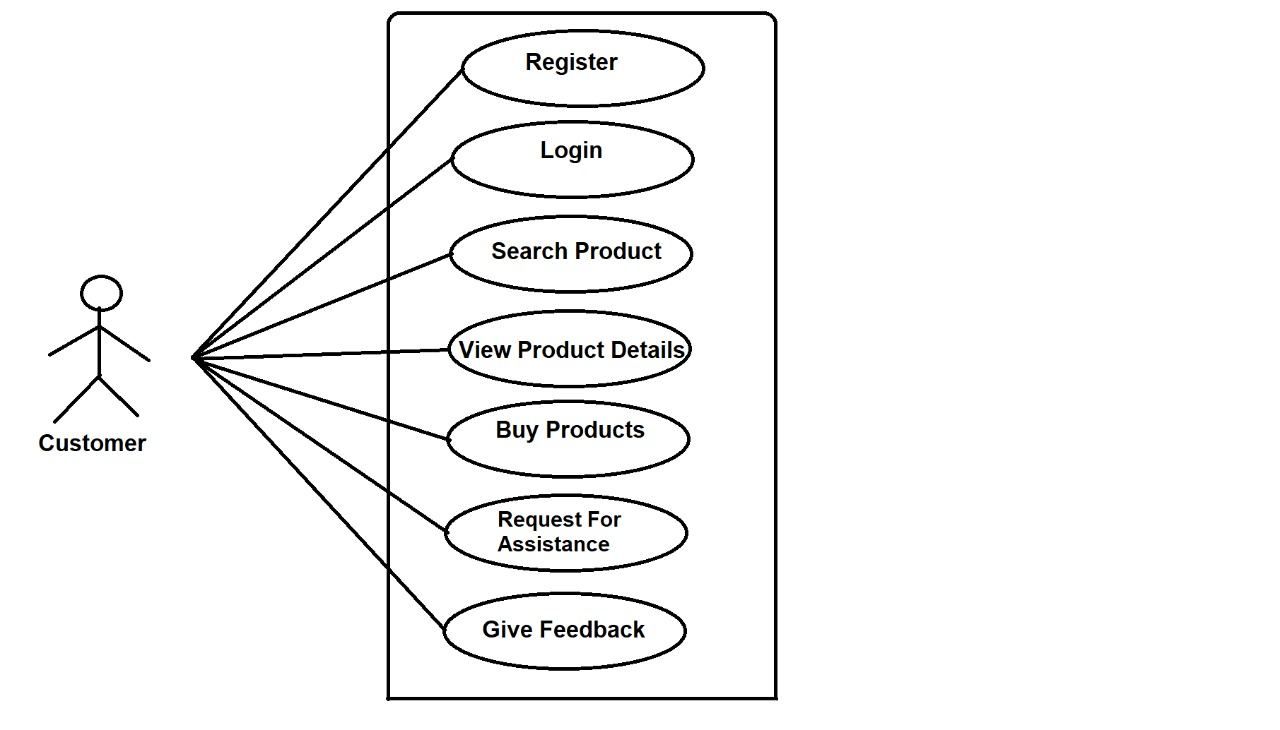 Register
Login
Search Product
View Product Details
Buy Products
Request For
Assistance
Give Feedback
Customer